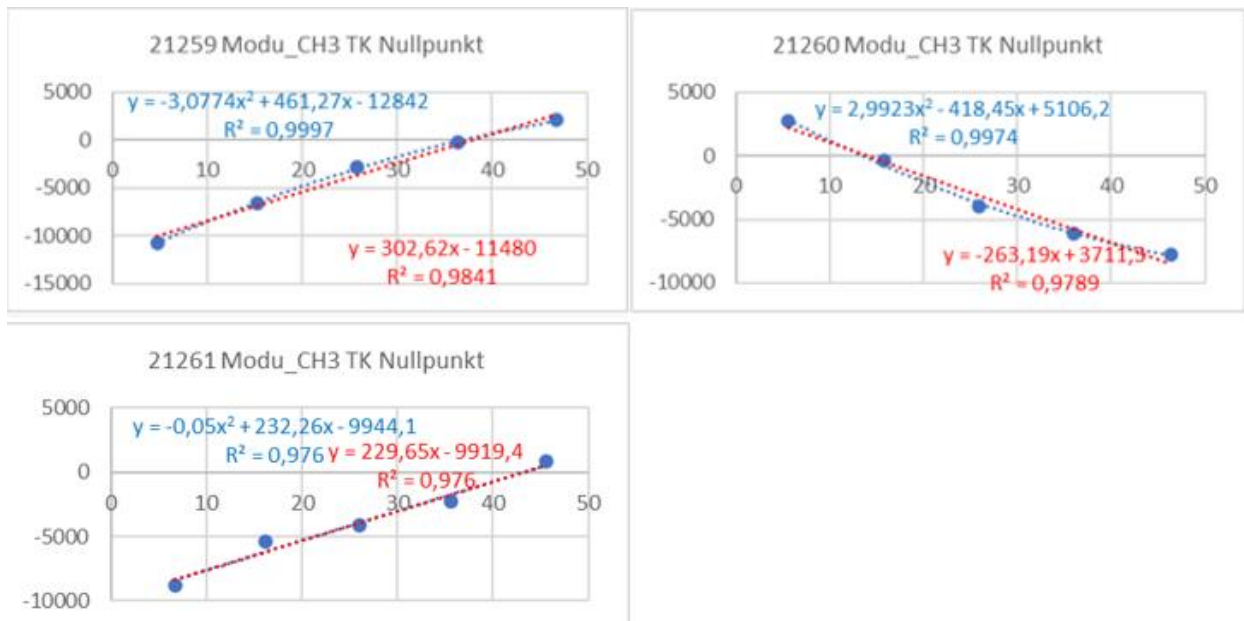 21259 Modu_CH3 TK Nullpunkt
5000
y = -3,0774x² + 461,27x - 12842
R² = 0,9997
0
0 10 20 30 40 50
-5000
-10000
y = 302,62x - 11480
R² = 0,9841
-15000
21260 Modu_CH3 TK Nullpunkt
5000
y = 2,9923x² - 418,45x + 5106,2
R² = 0,9974
0
0 10 20 30 40 50
-5000
y = -263,19x + 3711,3
R² = 0,9789
-10000
21261 Modu_CH3 TK Nullpunkt
5000
y = -0,05x² + 232,26x - 9944,1
R² = 0,976
y = 229,65x - 9919,4
R² = 0,976
0
0 10 20 30 40 50
-5000
-10000